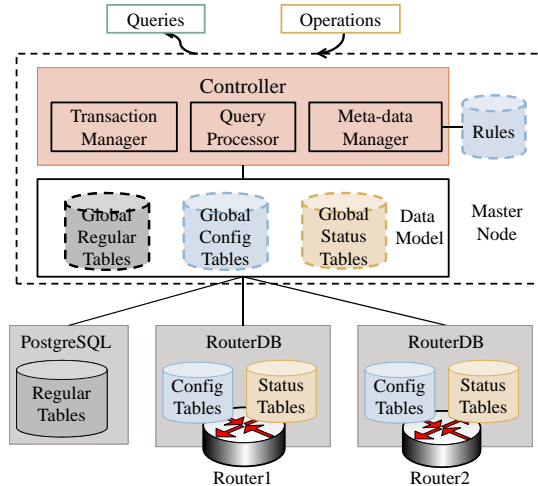 Queries
Operations
Controller
Transaction
Manager
Query
Processor
Meta-data
Manager
Rules
Global
Regular
Tables
Global
Config
Tables
Global
Status
Tables
Data
Model
Master
Node
PostgreSQL
Regular
Tables
RouterDB
Config
Tables
Status
Tables
Router1
RouterDB
Config
Tables
Status
Tables
Router2